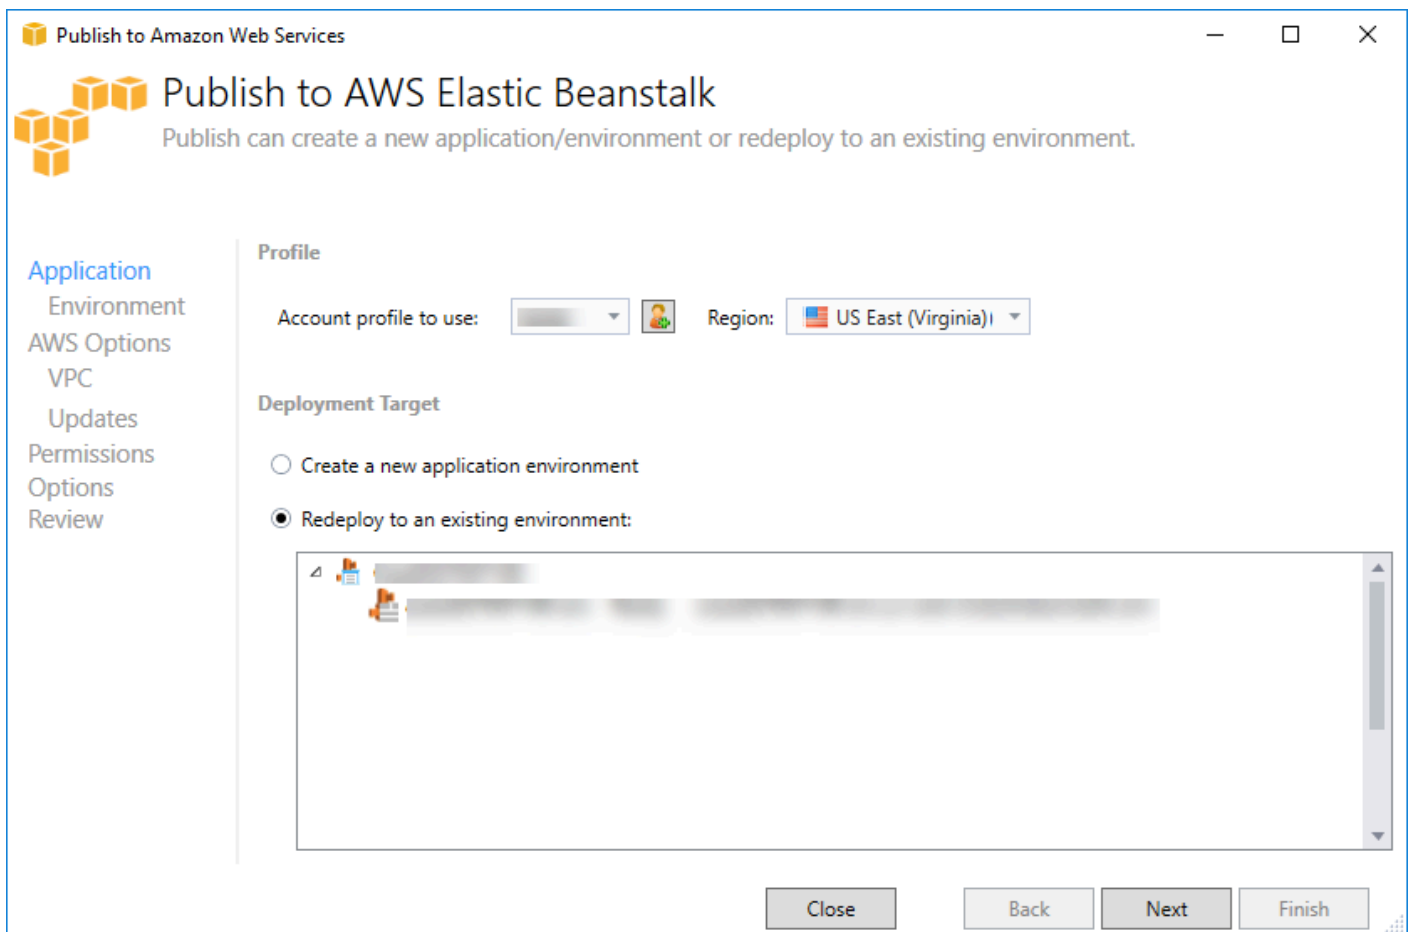 Publish to Amazon Web Services
Publish to AWS Elastic Beanstalk
Publish can create a new application/environment or redeploy to an existing environment.
Application
Environment
AWS Options
VPC
Updates
Permissions
Options
Review
Profile
Account profile to use:
Region:
US East (Virginia)
Deployment Target
Create a new application environment
Redeploy to an existing environment:
Close
Back
Next
Finish